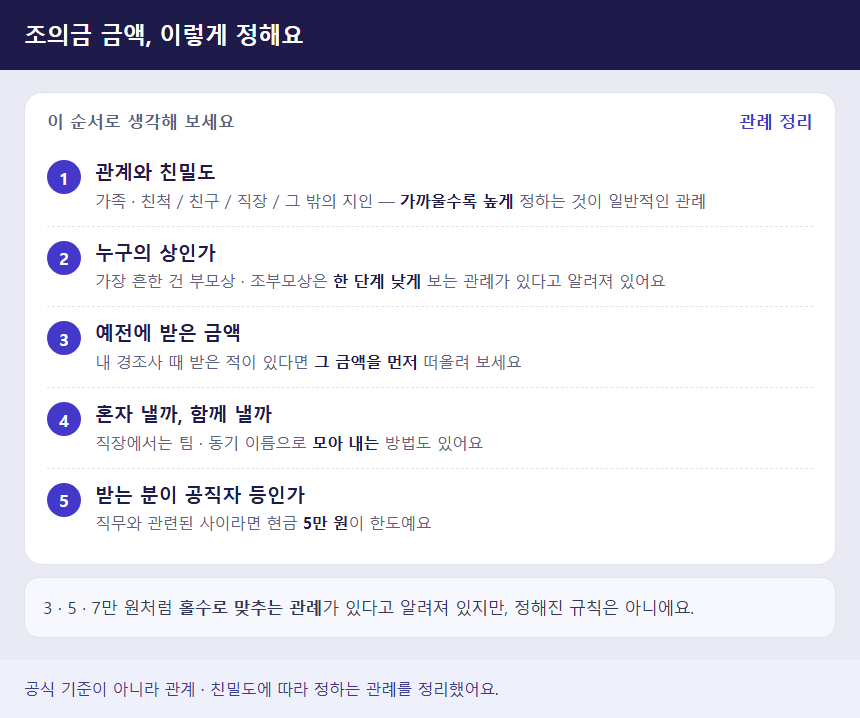 조의금 금액, 이렇게 정해요
이 순서로 생각해 보세요
관례 정리
1
관계와 친밀도
가족 · 친척 / 친구 / 직장 / 그 밖의 지인 — 가까울수록 높게 정하는 것이 일반적인 관례
2
누구의 상인가
가장 흔한 건 부모상 · 조부모상은 한 단계 낮게 보는 관례가 있다고 알려져 있어요
3
예전에 받은 금액
내 경조사 때 받은 적이 있다면 그 금액을 먼저 떠올려 보세요
4
혼자 낼까, 함께 낼까
직장에서는 팀 · 동기 이름으로 모아 내는 방법도 있어요
5
받는 분이 공직자 등인가
직무와 관련된 사이라면 현금 5만 원이 한도예요
3 · 5 · 7만 원처럼 홀수로 맞추는 관례가 있다고 알려져 있지만, 정해진 규칙은 아니에요.
공식 기준이 아니라 관계 · 친밀도에 따라 정하는 관례를 정리했어요.